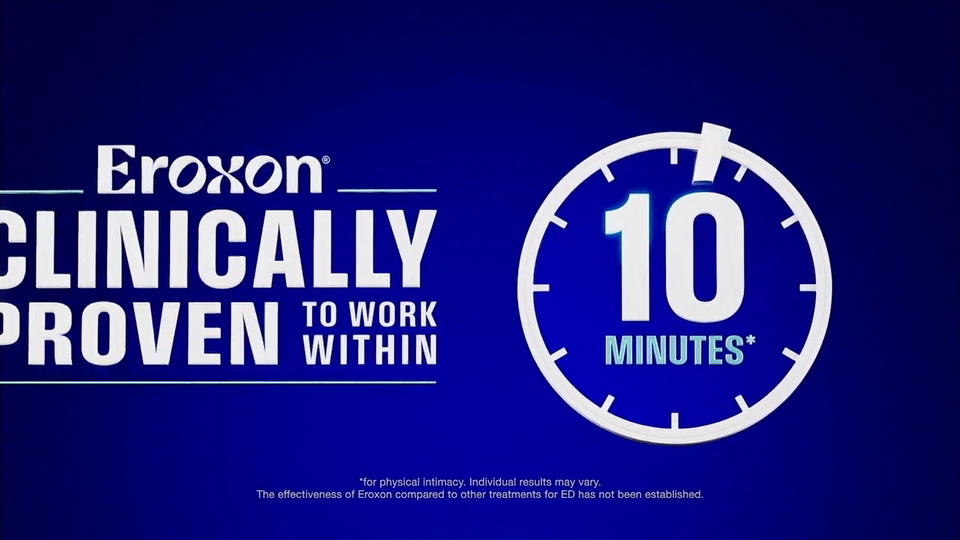 Eroxon®
CLINICALLY
PROVEN TO WORK
WITHIN
10
MINUTES*
*for physical intimacy. Individual results may vary.
The effectiveness of Eroxon compared to other treatments for ED has not been established.